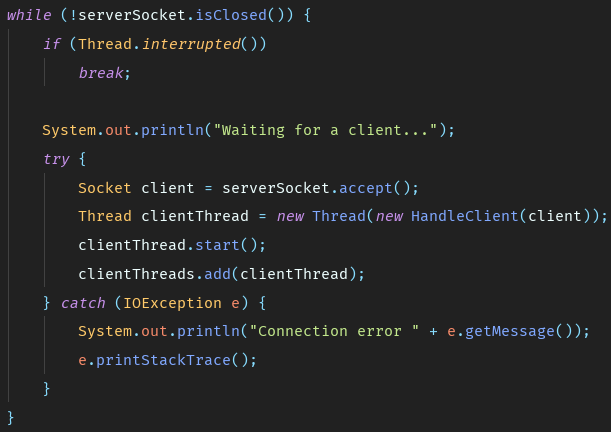 while (!serverSocket.isClosed()) {
    if (Thread.interrupted())
        break;

    System.out.println("Waiting for a client...");
    try {
        Socket client = serverSocket.accept();
        Thread clientThread = new Thread(new HandleClient(client));
        clientThread.start();
        clientThreads.add(clientThread);
    } catch (IOException e) {
        System.out.println("Connection error " + e.getMessage());
        e.printStackTrace();
    }
}